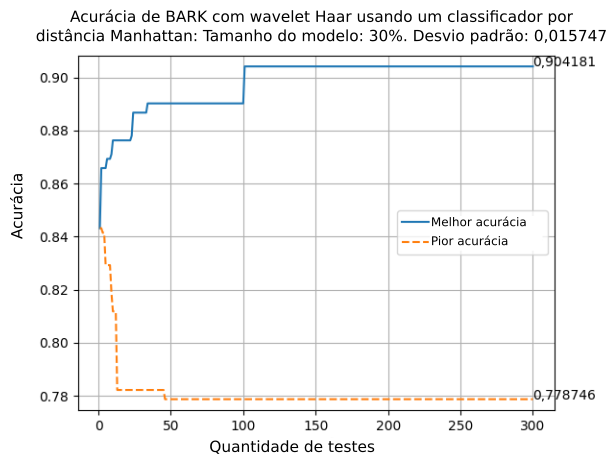 Acurácia de BARK com wavelet Haar usando um classificador por
distância Manhattan: Tamanho do modelo: 30%. Desvio padrão: 0,015747
0,904181
0.90
0.88
0.86
0.84
0.82
0.80
0.78
Acurácia
Melhor acurácia
Pior acurácia
0,778746
0
50
100
150
200
250
300
Quantidade de testes